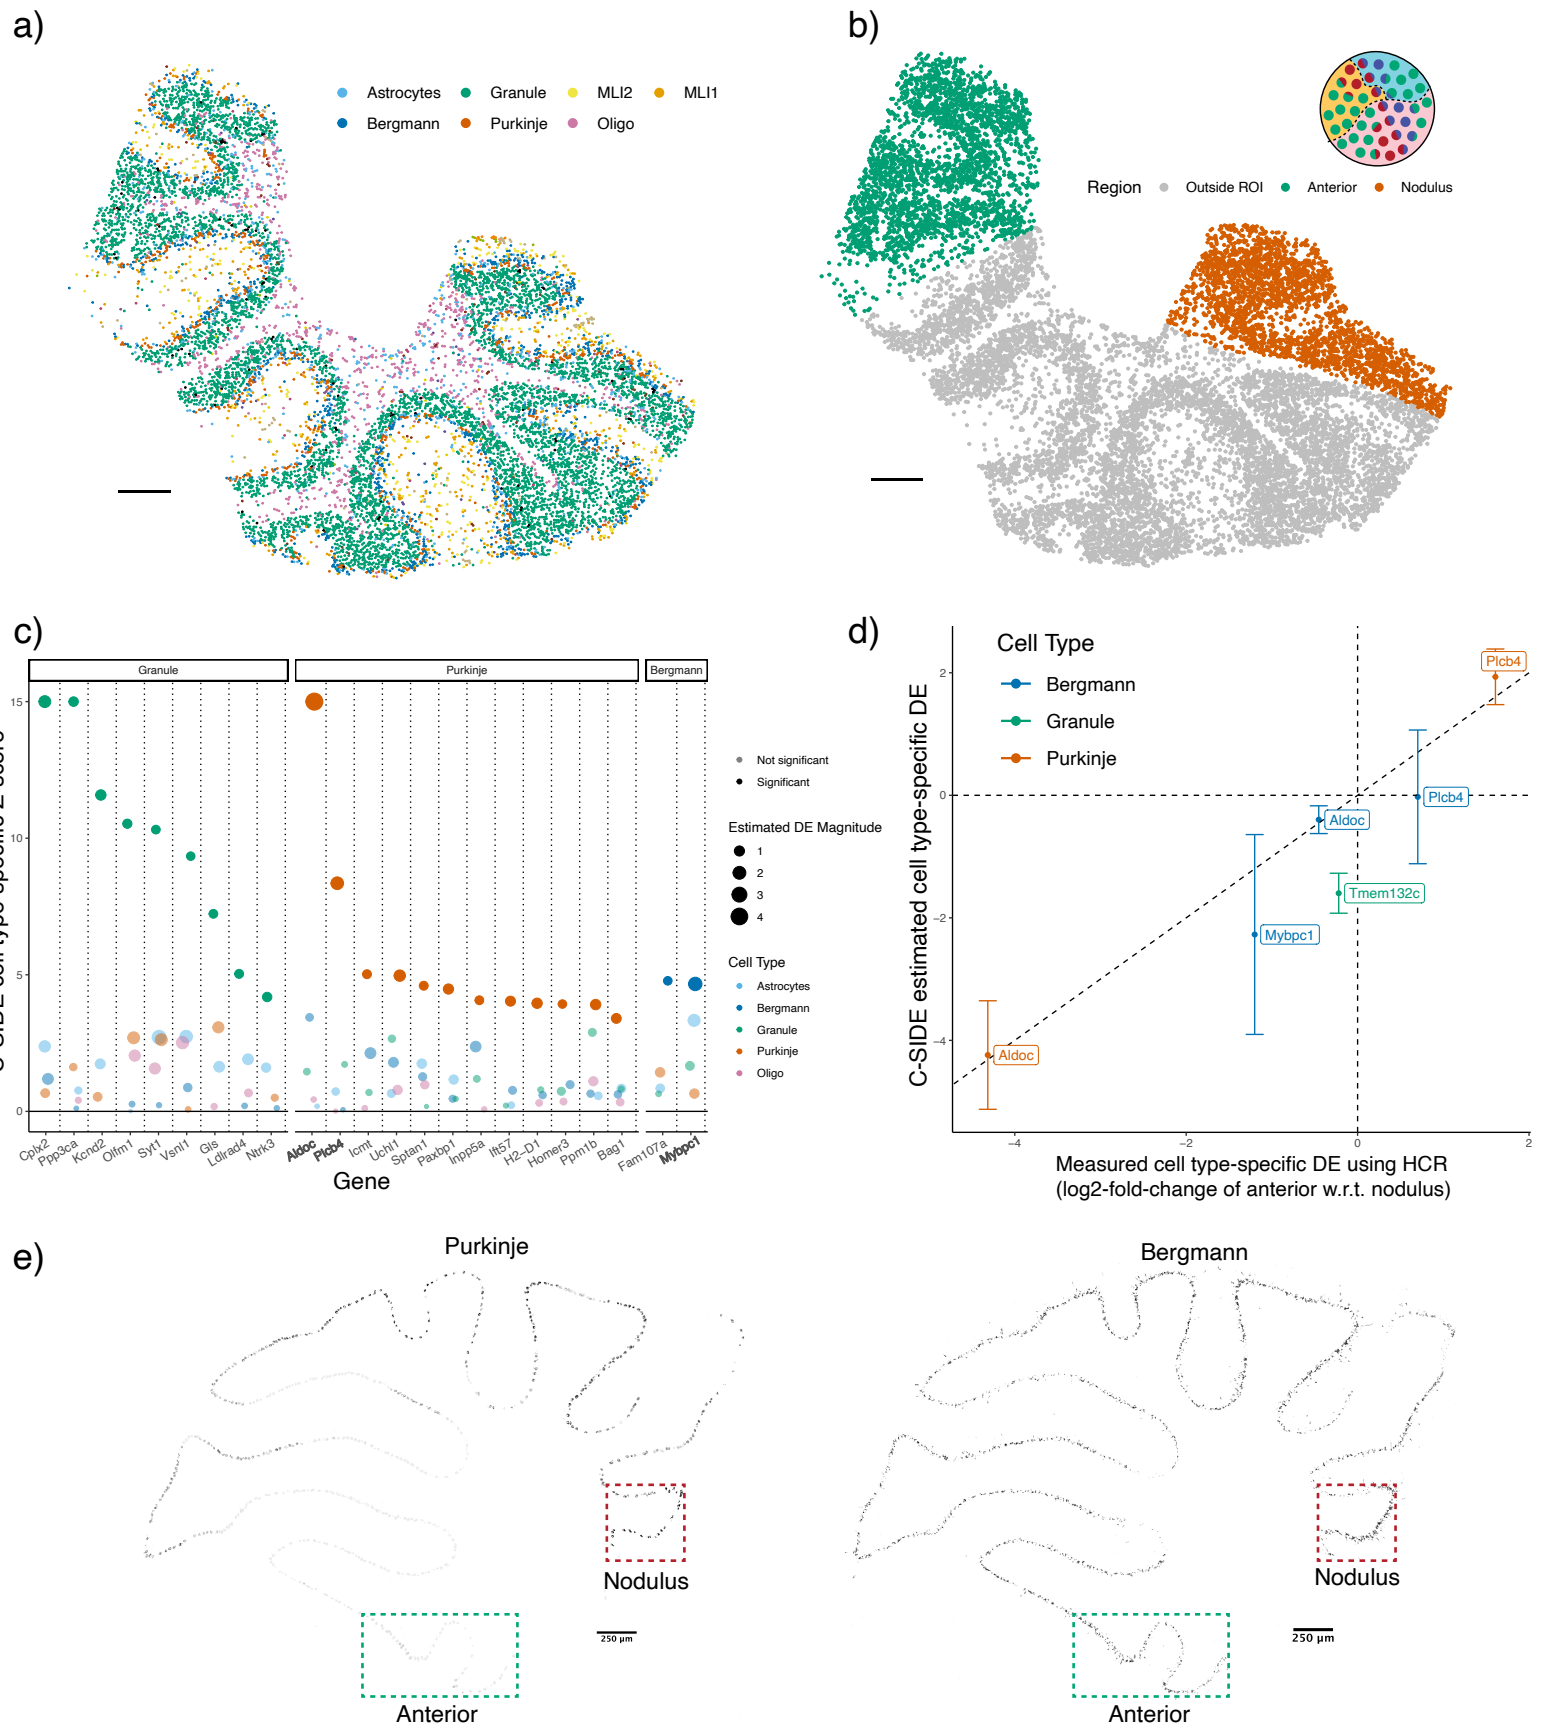 a)
Astrocytes Granule MLI2 MLI1
Bergmann Purkinje Oligo
b)
Region Outside ROI Anterior Nodulus
c)
Granule Purkinje Bergmann
15
10
5
0
Cplx2 Ppp3ca Kcnd2 Olfm1 Syt1 Vsnl1 Gls Ldlrad4 Ntrk3 Aldoc Plcb4 Icmt Uchl1 Sptan1 Paxbp1 Inpp5a Ift57 H2-D1 Homer3 Ppm1b Bag1 Fam107a Mybpc1
Gene
Not significant
Significant
Estimated DE Magnitude
1
2
3
4
Cell Type
Astrocytes
Bergmann
Granule
Purkinje
Oligo
d)
Cell Type
Bergmann
Granule
Purkinje
C-SIDE estimated cell type-specific DE
2
0
−2
−4
Plcb4
Plcb4
Aldoc
Tmem132c
Mybpc1
Aldoc
−4 −2 0 2
Measured cell type-specific DE using HCR
(log2-fold-change of anterior w.r.t. nodulus)
e)
Purkinje
Nodulus
250 µm
Anterior
Bergmann
Nodulus
250 µm
Anterior